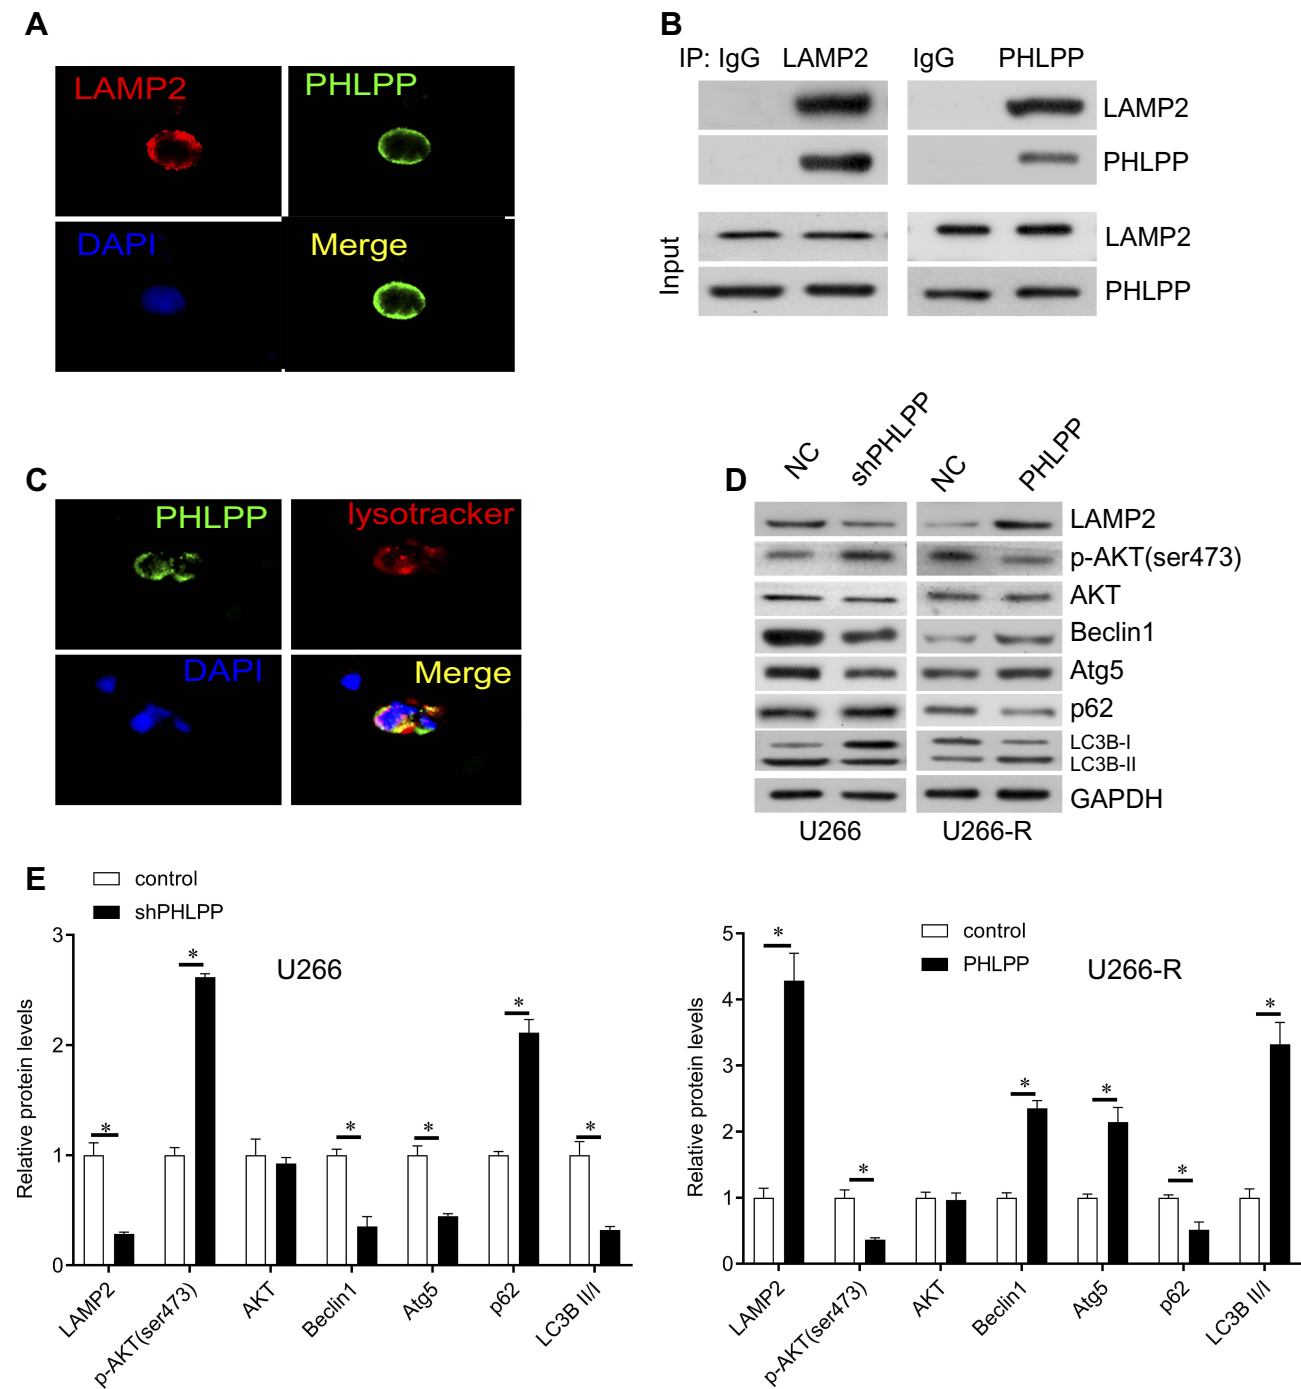 A
LAMP2
PHLPP
DAPI
Merge
B
IP: IgG LAMP2 IgG PHLPP
LAMP2
PHLPP
Input
LAMP2
PHLPP
C
PHLPP
lysotracker
DAPI
Merge
D
NC shPHLPP NC PHLPP
LAMP2
p-AKT(ser473)
AKT
Beclin1
Atg5
p62
LC3B-I
LC3B-II
GAPDH
U266 U266-R
E
control
shPHLPP
U266
Relative protein levels
3
2
1
0
* * * * * *
LAMP2 p-AKT(ser473) AKT Beclin1 Atg5 p62 LC3B II/I
control
PHLPP
U266-R
Relative protein levels
5
4
3
2
1
0
* * * * * *
LAMP2 p-AKT(ser473) AKT Beclin1 Atg5 p62 LC3B II/I